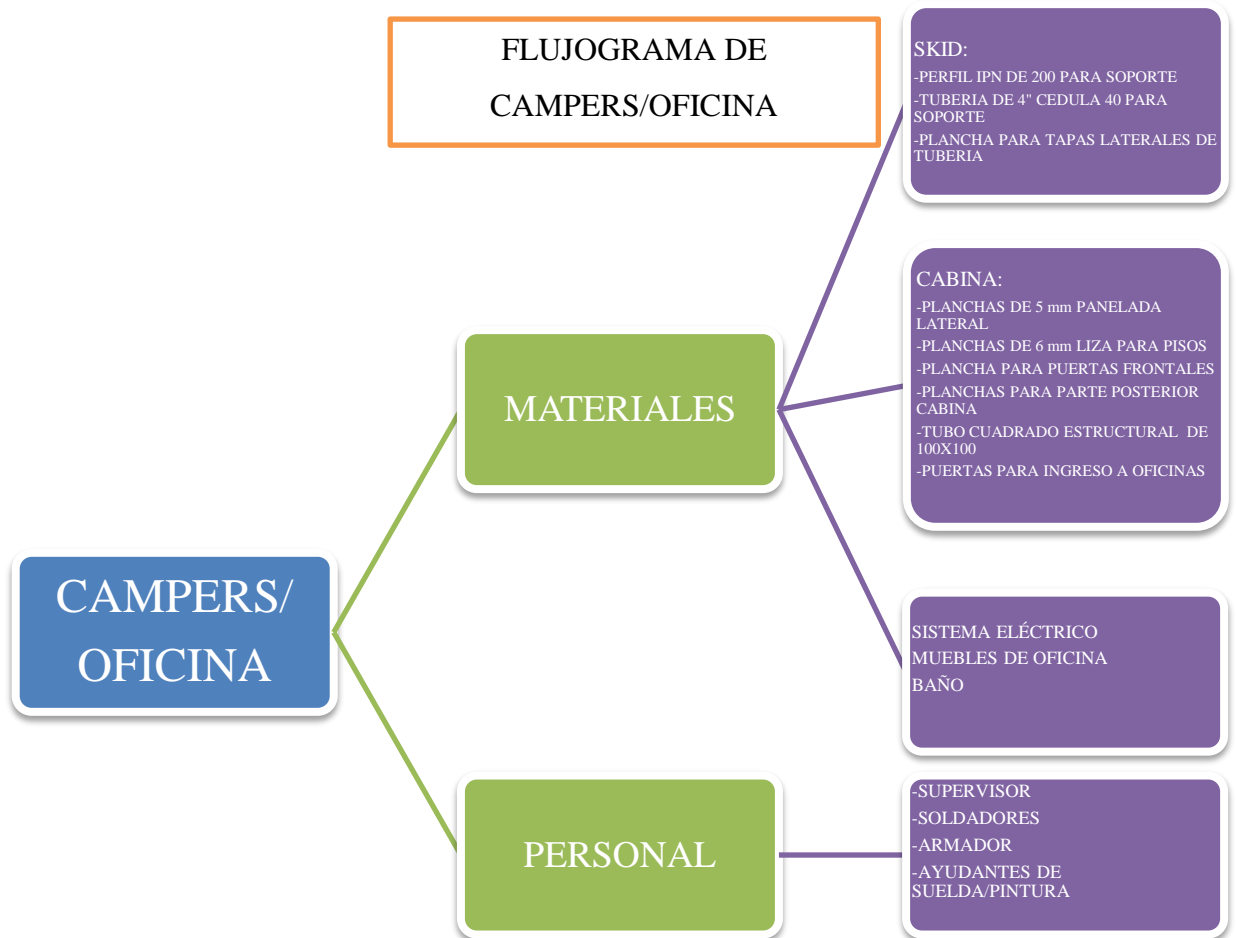 FLUJOGRAMA DE
CAMPERS/OFICINA
CAMPERS/
OFICINA
MATERIALES
SKID:
-PERFIL IPN DE 200 PARA SOPORTE
-TUBERIA DE 4" CEDULA 40 PARA
SOPORTE
-PLANCHA PARA TAPAS LATERALES DE
TUBERIA
CABINA:
-PLANCHAS DE 5 mm PANELADA
LATERAL
-PLANCHAS DE 6 mm LIZA PARA PISOS
-PLANCHA PARA PUERTAS FRONTALES
-PLANCHAS PARA PARTE POSTERIOR
CABINA
-TUBO CUADRADO ESTRUCTURAL DE
100X100
-PUERTAS PARA INGRESO A OFICINAS
SISTEMA ELÉCTRICO
MUEBLES DE OFICINA
BAÑO
PERSONAL
-SUPERVISOR
-SOLDADORES
-ARMADOR
-AYUDANTES DE
SUELDA/PINTURA